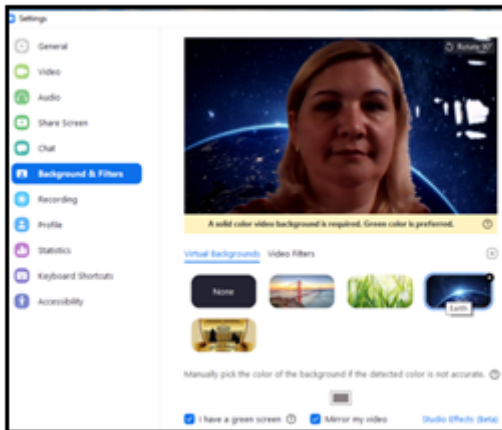 Settings
General
Video
Audio
Share Screen
Chat
Background & Filters
Recording
Profile
Statistics
Keyboard Shortcuts
Accessibility
Rotate 90°
A solid color video background is required. Green color is preferred.
Virtual Backgrounds Video Filters
None
Earth
Manually pick the color of the background if the detected color is not accurate.
I have a green screen Mirror my video Studio Effects (Beta)